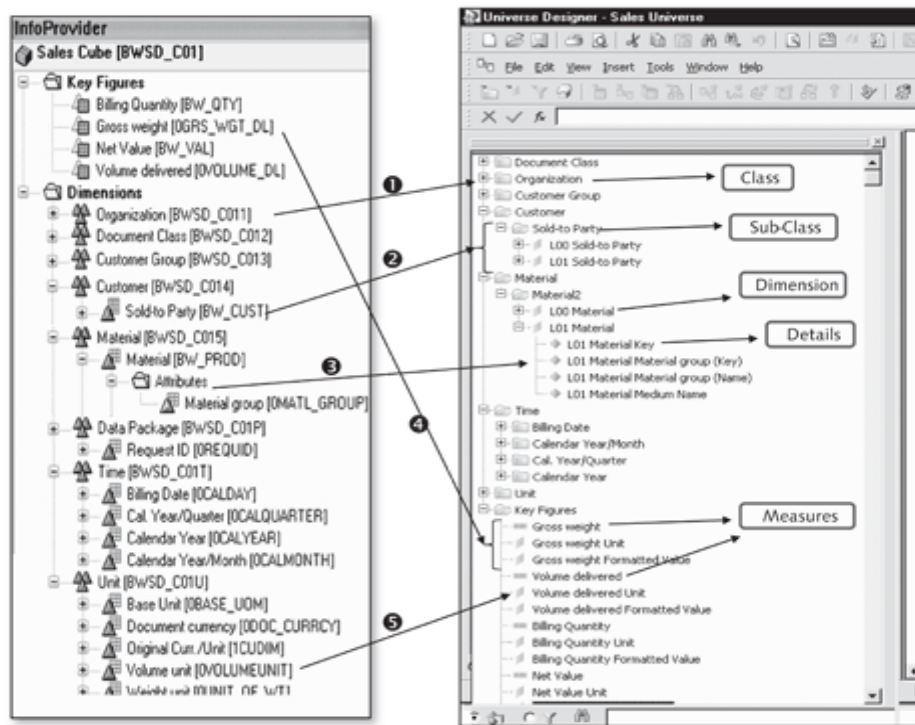 InfoProvider
Sales Cube [BWSD_C01]
Key Figures
Billing Quantity [BW_QTY]
Gross weight [0GRS_WGT_DL]
Net Value [BW_VAL]
Volume delivered [0VOLUME_DL]
Dimensions
Organization [BWSD_C011]
Document Class [BWSD_C012]
Customer Group [BWSD_C013]
Customer [BWSD_C014]
Sold-to Party [BW_CUST]
Material [BWSD_C015]
Material [BW_PROD]
Attributes
Material group [0MATL_GROUP]
Data Package [BWSD_C01P]
Request ID [0REQUID]
Time [BWSD_C01T]
Billing Date [0CALDAY]
Cal. Year/Quarter [0CALQUARTER]
Calendar Year [0CALYEAR]
Calendar Year/Month [0CALMONTH]
Unit [BWSD_C01U]
Base Unit [0BASE_UOM]
Document currency [0DOC_CURRCY]
Original Curr./Unit [1CUDIM]
Volume unit [0VOLUMEUNIT]
Weight unit [0UNIT_OF_WT]
❶
❷
❸
❹
❺
Universe Designer - Sales Universe
File Edit View Insert Tools Window Help
Document Class
Organization
Customer Group
Customer
Sold-to Party
L00 Sold-to Party
L01 Sold-to Party
Material
Material2
L00 Material
L01 Material
L01 Material Key
L01 Material Material group (Key)
L01 Material Material group (Name)
L01 Material Medium Name
Time
Billing Date
Calendar Year/Month
Cal. Year/Quarter
Calendar Year
Unit
Key Figures
Gross weight
Gross weight Unit
Gross weight Formatted Value
Volume delivered
Volume delivered Unit
Volume delivered Formatted Value
Billing Quantity
Billing Quantity Unit
Billing Quantity Formatted Value
Net Value
Net Value Unit
Class
Sub-Class
Dimension
Details
Measures